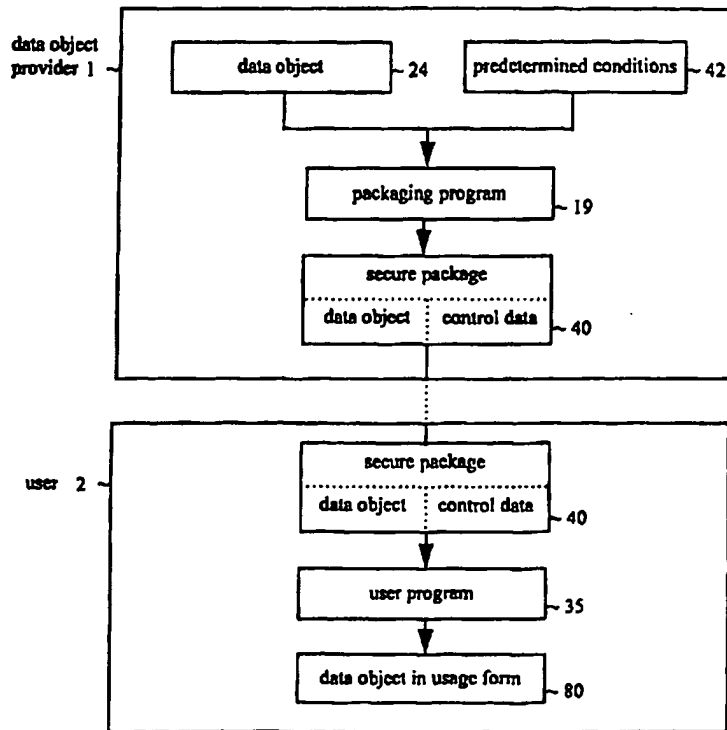 data object
provider 1
data object
24
predetermined conditions
42
packaging program
19
secure package
data object control data
40
user 2
secure package
data object control data
40
user program
35
data object in usage form
80